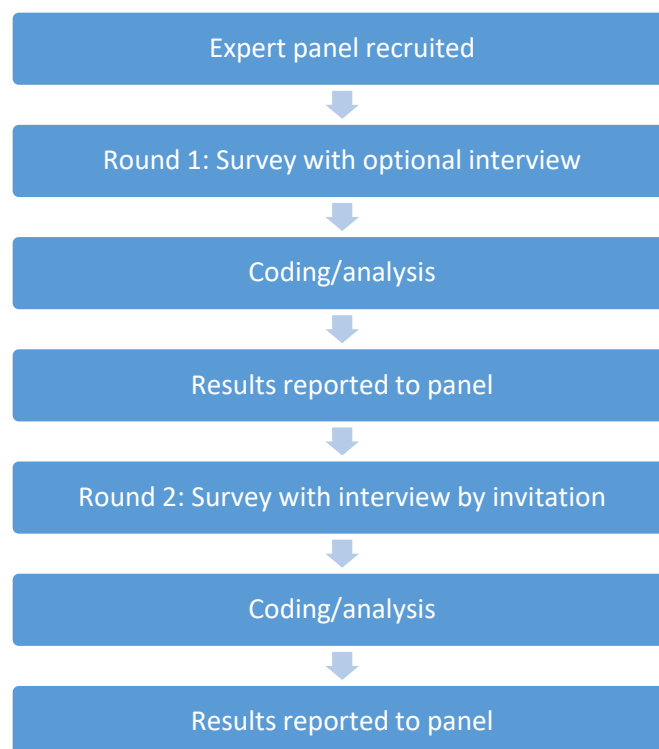 Expert panel recruited
Round 1: Survey with optional interview
Coding/analysis
Results reported to panel
Round 2: Survey with interview by invitation
Coding/analysis
Results reported to panel